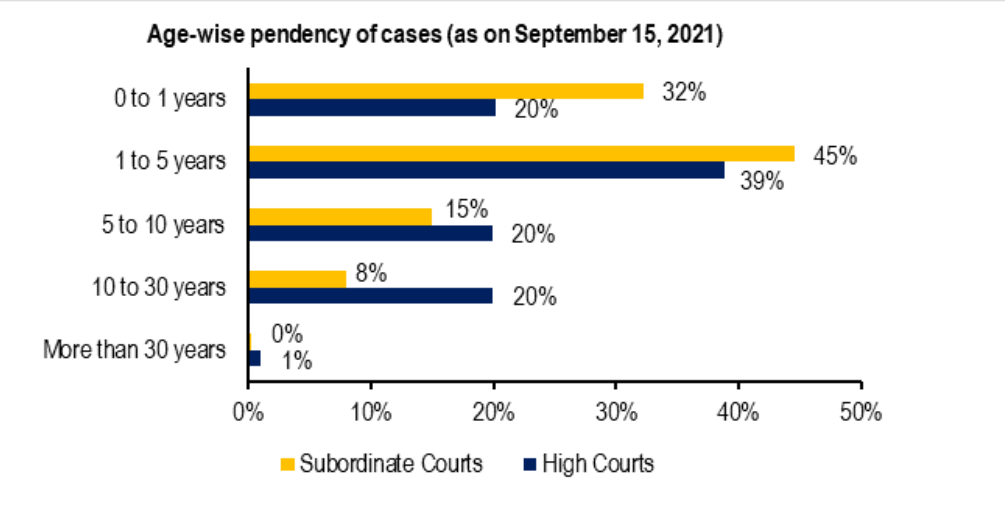 Age-wise pendency of cases (as on September 15, 2021)
0 to 1 years
32%
20%
1 to 5 years
45%
39%
5 to 10 years
15%
20%
10 to 30 years
8%
20%
More than 30 years
0%
1%
0% 10% 20% 30% 40% 50%
Subordinate Courts High Courts